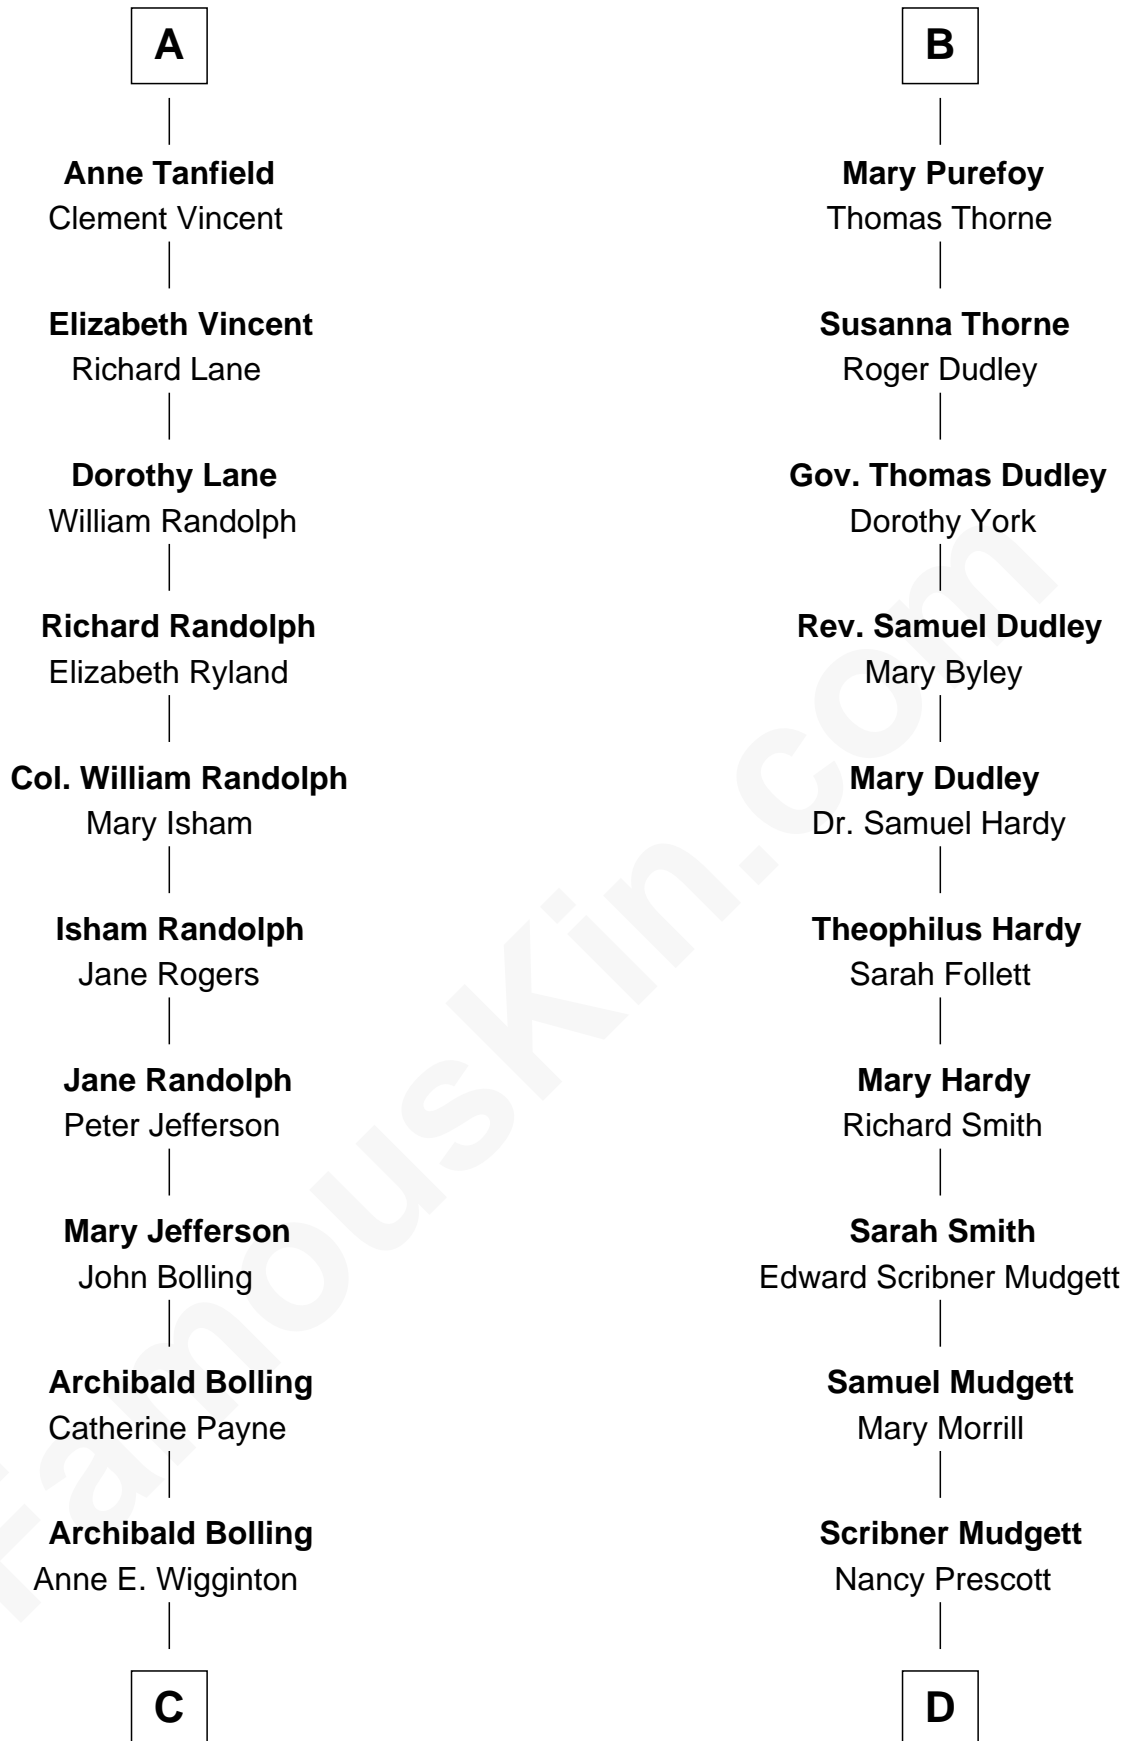 A
Anne Tanfield
Clement Vincent
Elizabeth Vincent
Richard Lane
Dorothy Lane
William Randolph
Richard Randolph
Elizabeth Ryland
Col. William Randolph
Mary Isham
Isham Randolph
Jane Rogers
Jane Randolph
Peter Jefferson
Mary Jefferson
John Bolling
Archibald Bolling
Catherine Payne
Archibald Bolling
Anne E. Wigginton
C
B
Mary Purefoy
Thomas Thorne
Susanna Thorne
Roger Dudley
Gov. Thomas Dudley
Dorothy York
Rev. Samuel Dudley
Mary Byley
Mary Dudley
Dr. Samuel Hardy
Theophilus Hardy
Sarah Follett
Mary Hardy
Richard Smith
Sarah Smith
Edward Scribner Mudgett
Samuel Mudgett
Mary Morrill
Scribner Mudgett
Nancy Prescott
D
FamousKin.com